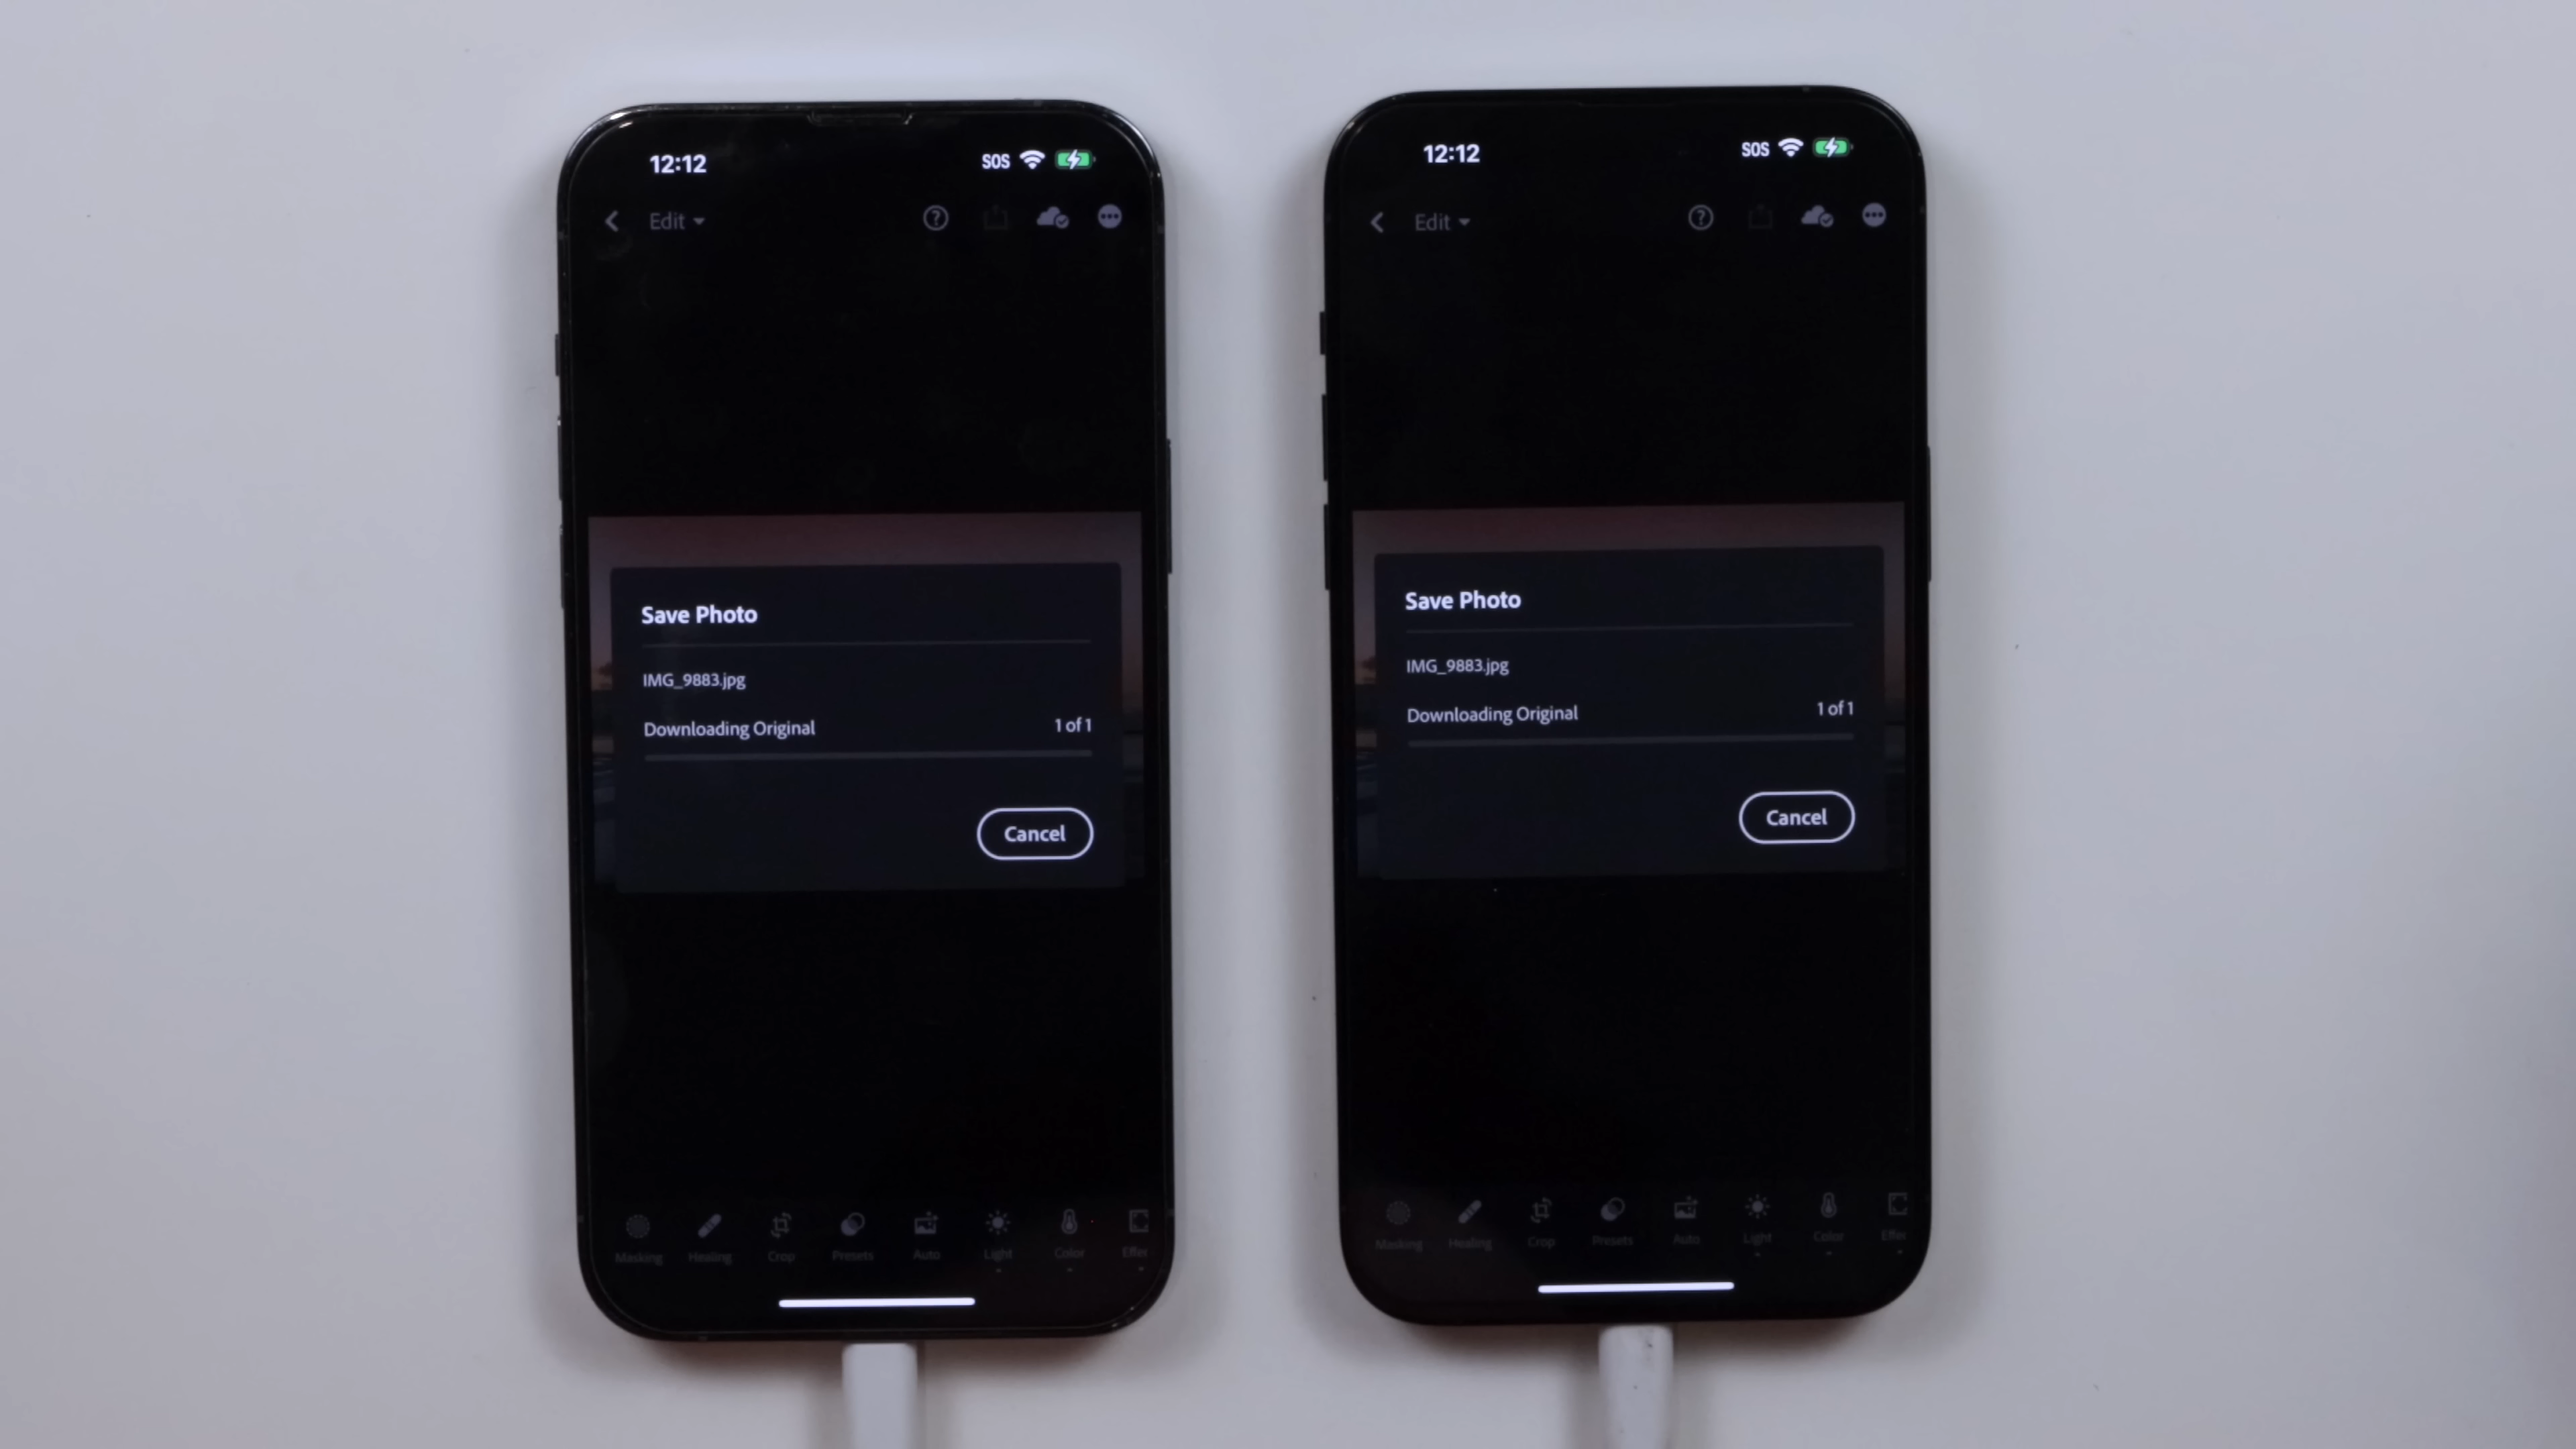 12:12
SOS
Edit
Save Photo
IMG_9883.jpg
Downloading Original
1 of 1
Cancel
Masking
Healing
Crop
Presets
Auto
Light
Color
Effec
12:12
SOS
Edit
Save Photo
IMG_9883.jpg
Downloading Original
1 of 1
Cancel
Masking
Healing
Crop
Presets
Auto
Light
Color
Effec